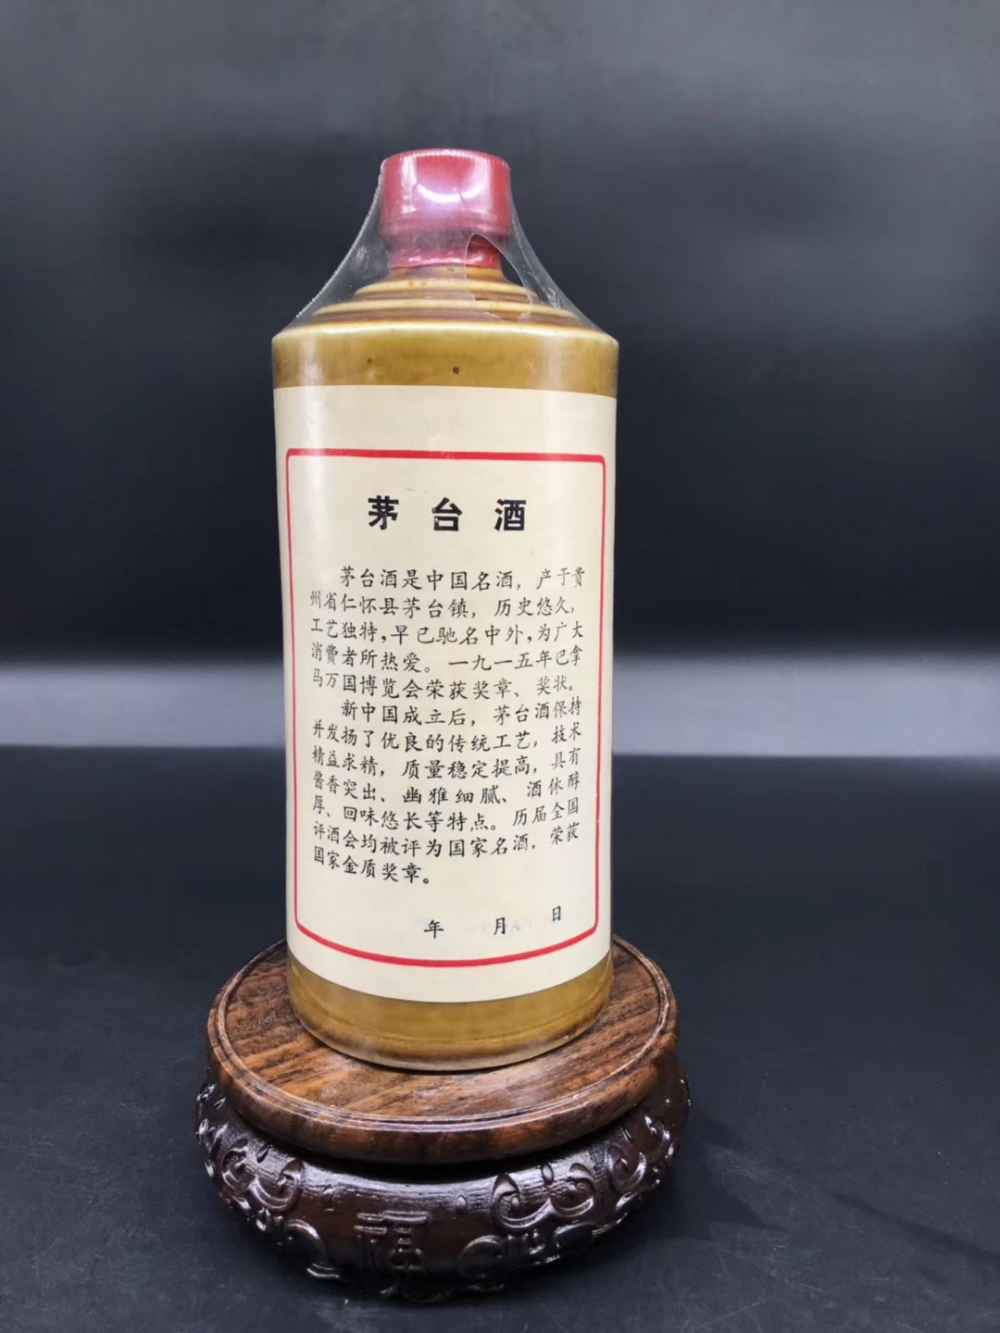 茅台酒
茅台酒是中国名酒，产于贵
州省仁怀县茅台镇，历史悠久，
工艺独特，早已驰名中外，为广大
消费者所热爱。一九一五年巴拿
马万国博览会荣获奖章、奖状。
新中国成立后，茅台酒保持
并发扬了优良的传统工艺，技术
精益求精，质量稳定提高，具有
酱香突出、幽雅细腻、酒体醇
厚、回味悠长等特点。历届全国
评酒会均被评为国家名酒，荣获
国家金质奖章。
年 月 日
福